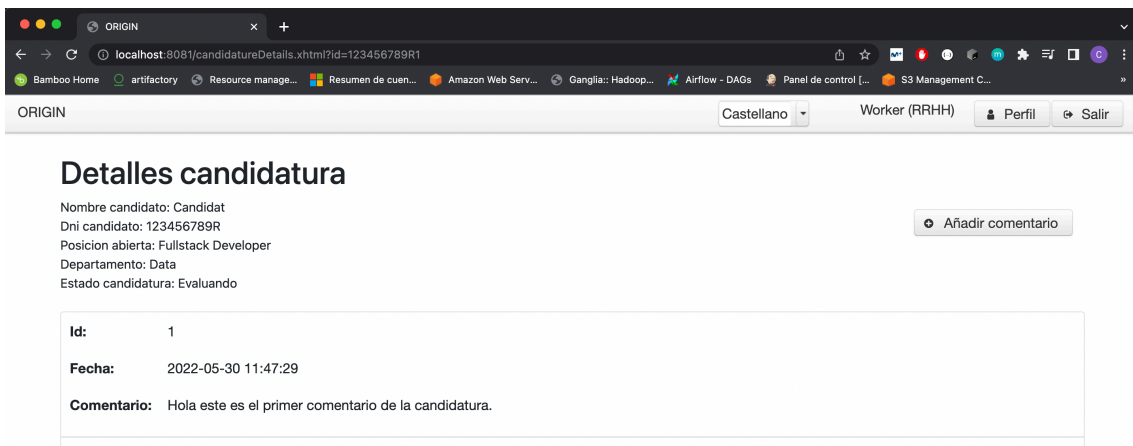 ORIGIN
localhost:8081/candidatureDetails.xhtml?id=123456789R1
Bamboo Home artifactory Resource manage... Resumen de cuen... Amazon Web Serv... Ganglia:: Hadoop... Airflow - DAGs Panel de control [... S3 Management C... »
ORIGIN Castellano Worker (RRHH) Perfil Salir
Detalles candidatura
Nombre candidato: Candidat
Dni candidato: 123456789R
Añadir comentario
Posicion abierta: Fullstack Developer
Departamento: Data
Estado candidatura: Evaluando
Id: 1
Fecha: 2022-05-30 11:47:29
Comentario: Hola este es el primer comentario de la candidatura.